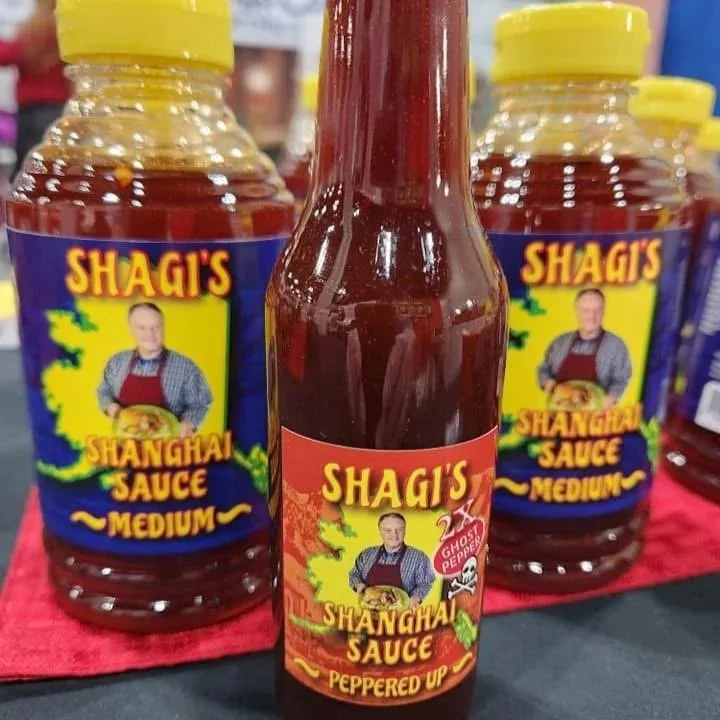 SHAGI'S
SHANGHAI
SAUCE
~MEDIUM~
SHAGI'S
2X
GHOST
PEPPER
SHANGHAI
SAUCE
~PEPPERED UP~
SHAGI'S
SHANGHAI
SAUCE
~MEDIUM~